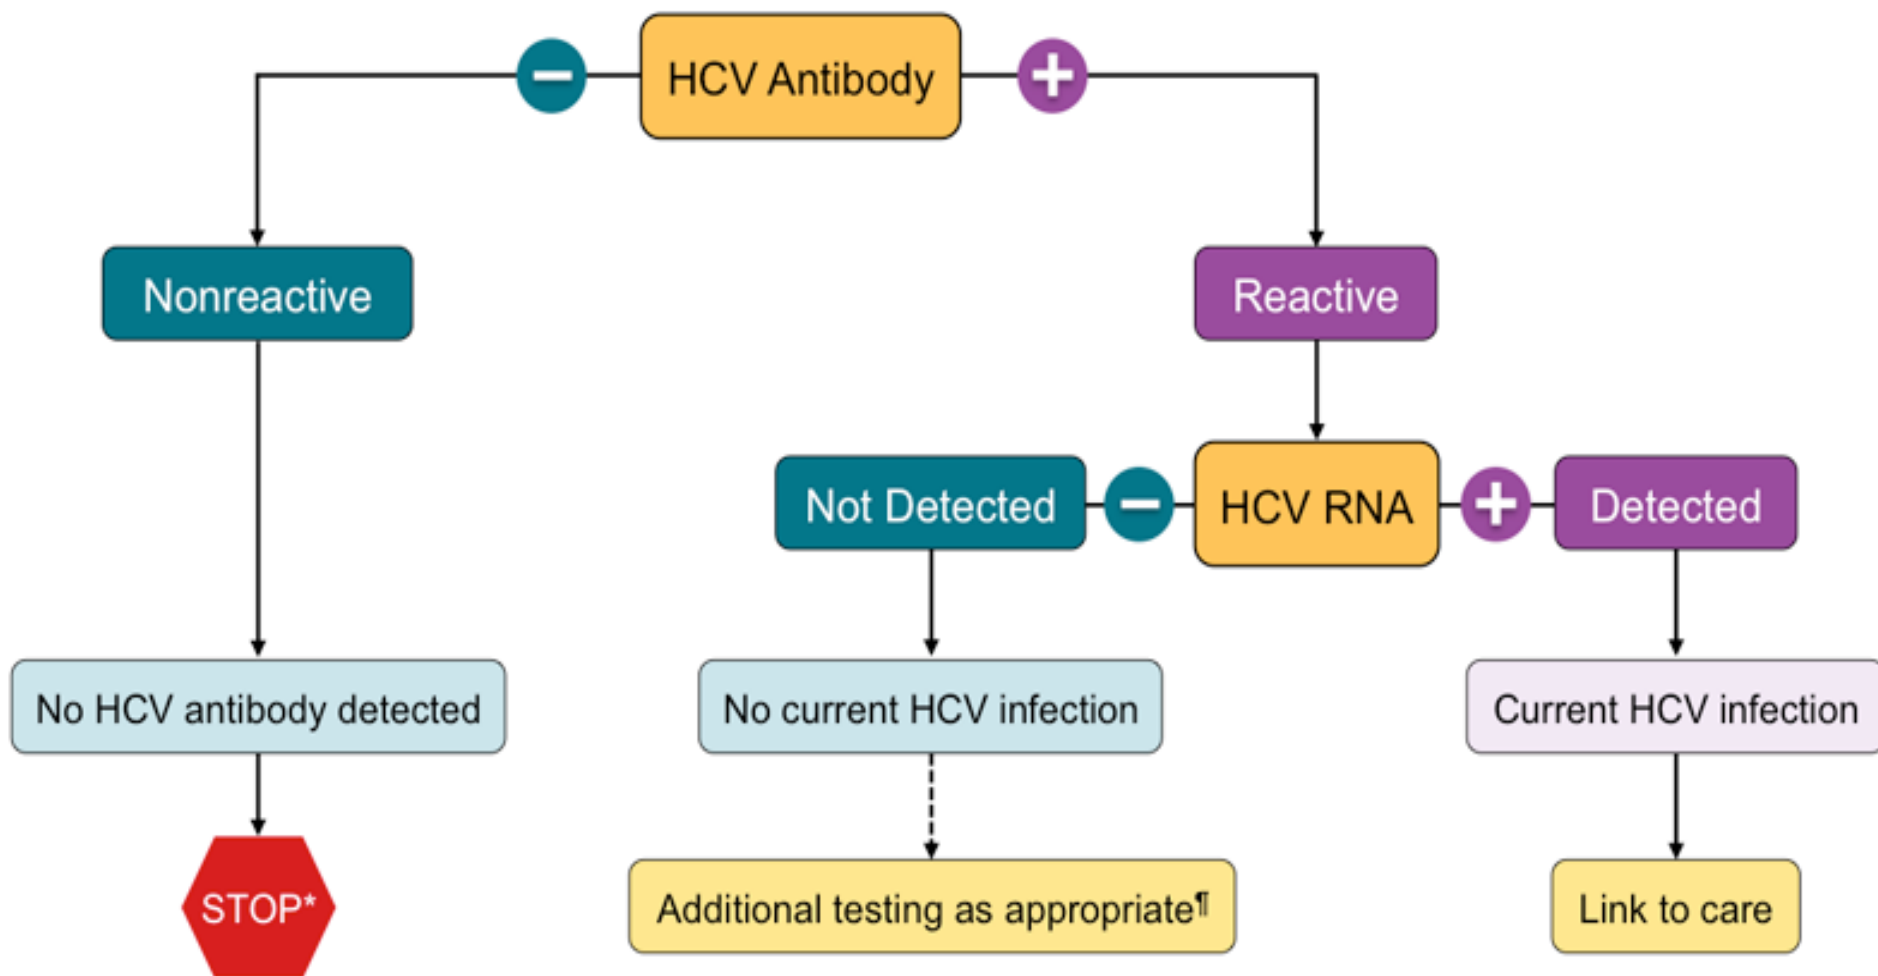 HCV Antibody
Nonreactive
Reactive
Not Detected
HCV RNA
Detected
No HCV antibody detected
No current HCV infection
Current HCV infection
STOP*
Additional testing as appropriate¶
Link to care